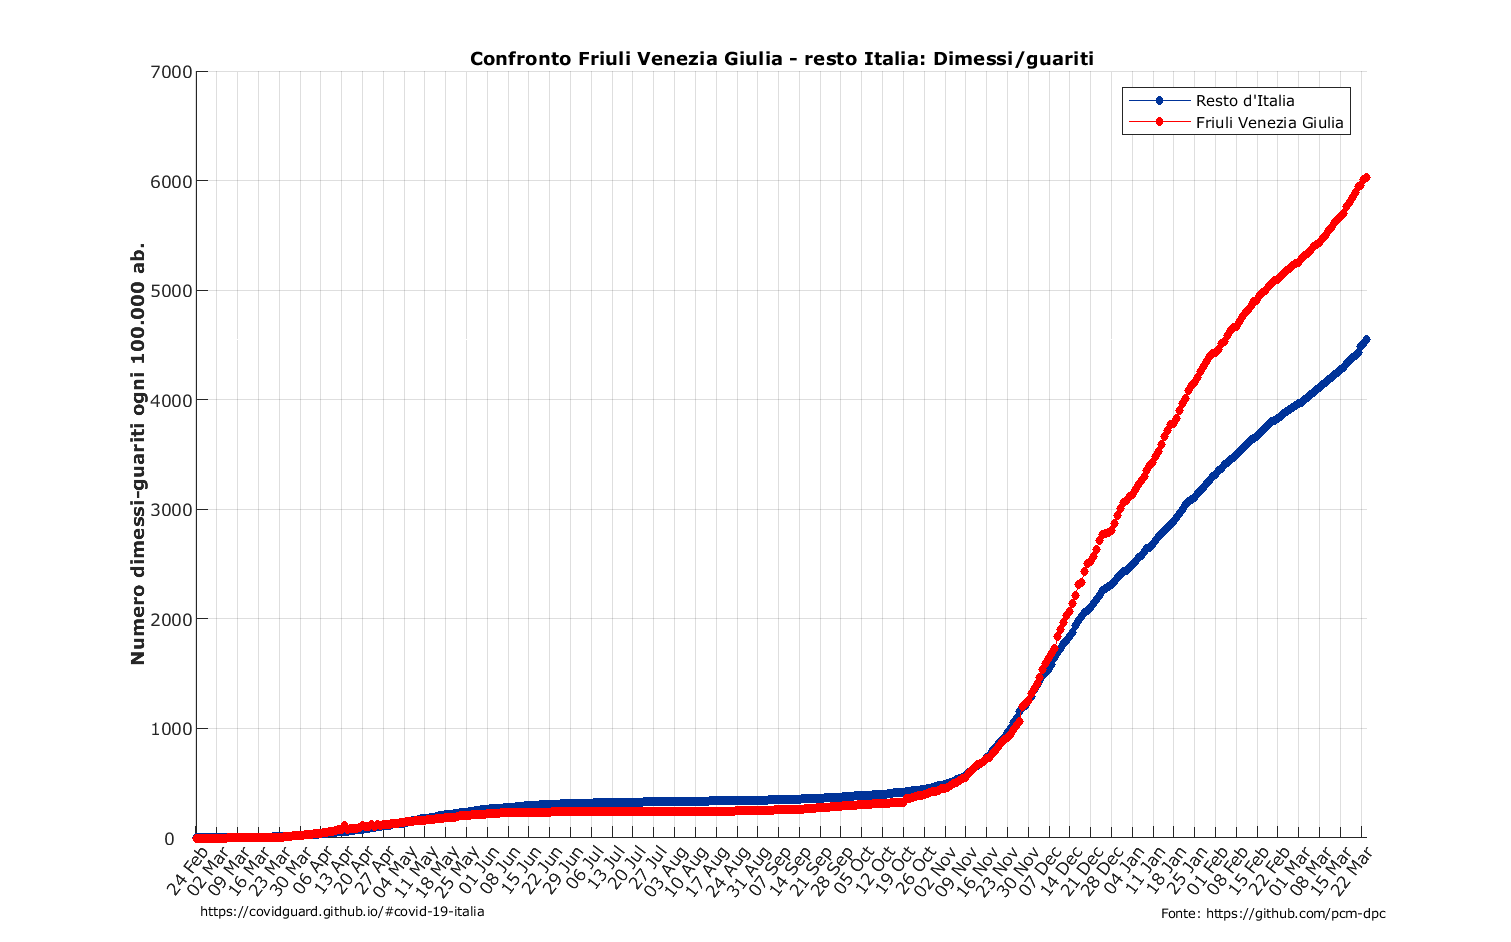 Confronto Friuli Venezia Giulia - resto Italia: Dimessi/guariti
Resto d'Italia
Friuli Venezia Giulia
Numero dimessi-guariti ogni 100.000 ab.
7000
6000
5000
4000
3000
2000
1000
0
24 Feb
02 Mar
09 Mar
16 Mar
23 Mar
30 Mar
06 Apr
13 Apr
20 Apr
27 Apr
04 May
11 May
18 May
25 May
01 Jun
08 Jun
15 Jun
22 Jun
29 Jun
06 Jul
13 Jul
20 Jul
27 Jul
03 Aug
10 Aug
17 Aug
24 Aug
31 Aug
07 Sep
14 Sep
21 Sep
28 Sep
05 Oct
12 Oct
19 Oct
26 Oct
02 Nov
09 Nov
16 Nov
23 Nov
30 Nov
07 Dec
14 Dec
21 Dec
28 Dec
04 Jan
11 Jan
18 Jan
25 Jan
01 Feb
08 Feb
15 Feb
22 Feb
01 Mar
08 Mar
15 Mar
22 Mar
https://covidguard.github.io/#covid-19-italia
Fonte: https://github.com/pcm-dpc